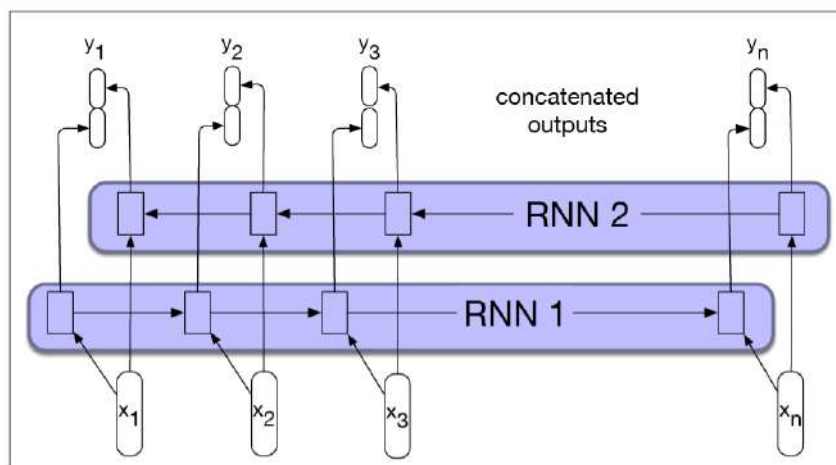 y1 y2 y3 yn
concatenated
outputs
RNN 2
RNN 1
x1 x2 x3 xn